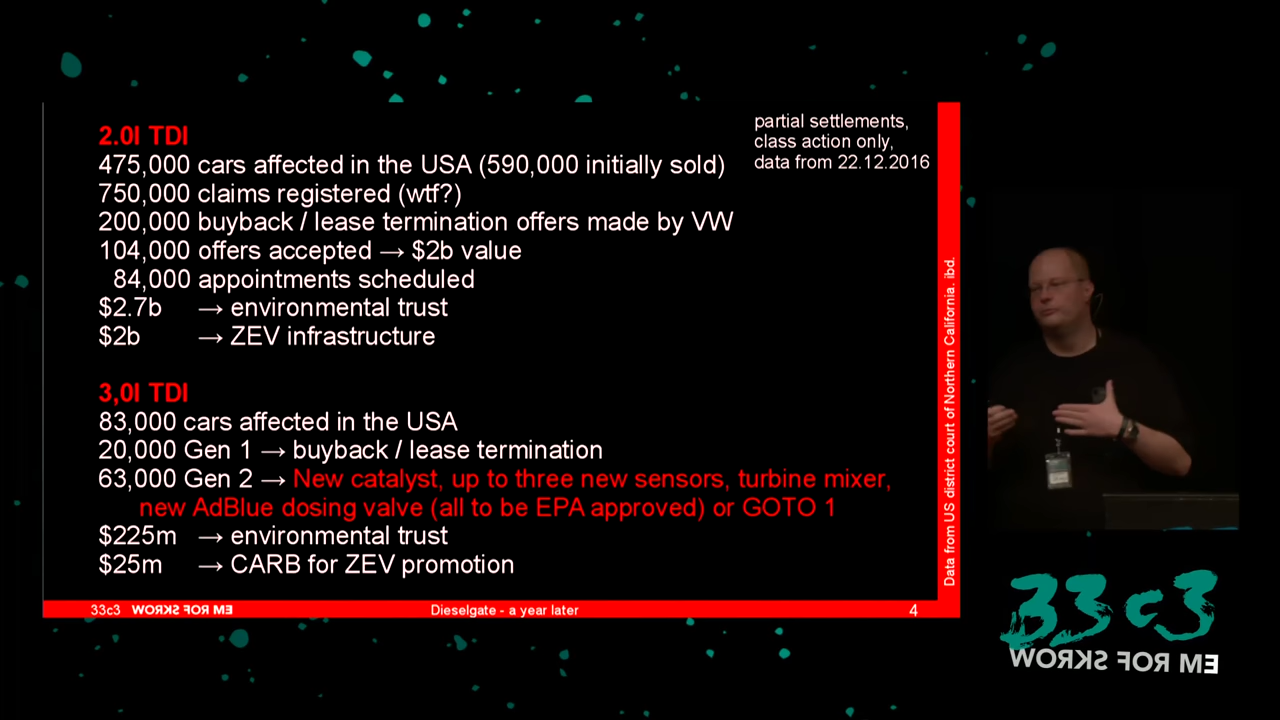 2.0l TDI
475,000 cars affected in the USA (590,000 initially sold)
750,000 claims registered (wtf?)
200,000 buyback / lease termination offers made by VW
104,000 offers accepted → $2b value
84,000 appointments scheduled
$2.7b → environmental trust
$2b → ZEV infrastructure
partial settlements,
class action only,
data from 22.12.2016
3,0l TDI
83,000 cars affected in the USA
20,000 Gen 1 → buyback / lease termination
63,000 Gen 2 → New catalyst, up to three new sensors, turbine mixer,
new AdBlue dosing valve (all to be EPA approved) or GOTO 1
$225m → environmental trust
$25m → CARB for ZEV promotion
Data from US district court of Northern California. ibd.
33c3 WORKS FOR ME Dieselgate - a year later 4
33c3
WORKS FOR ME